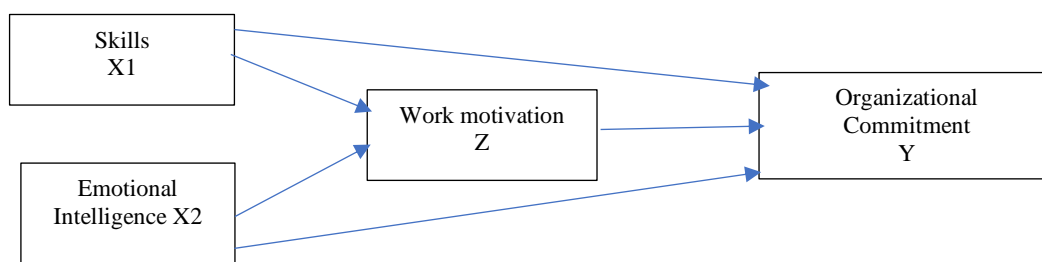 Skills
X1
Work motivation
Z
Organizational
Commitment
Y
Emotional
Intelligence X2